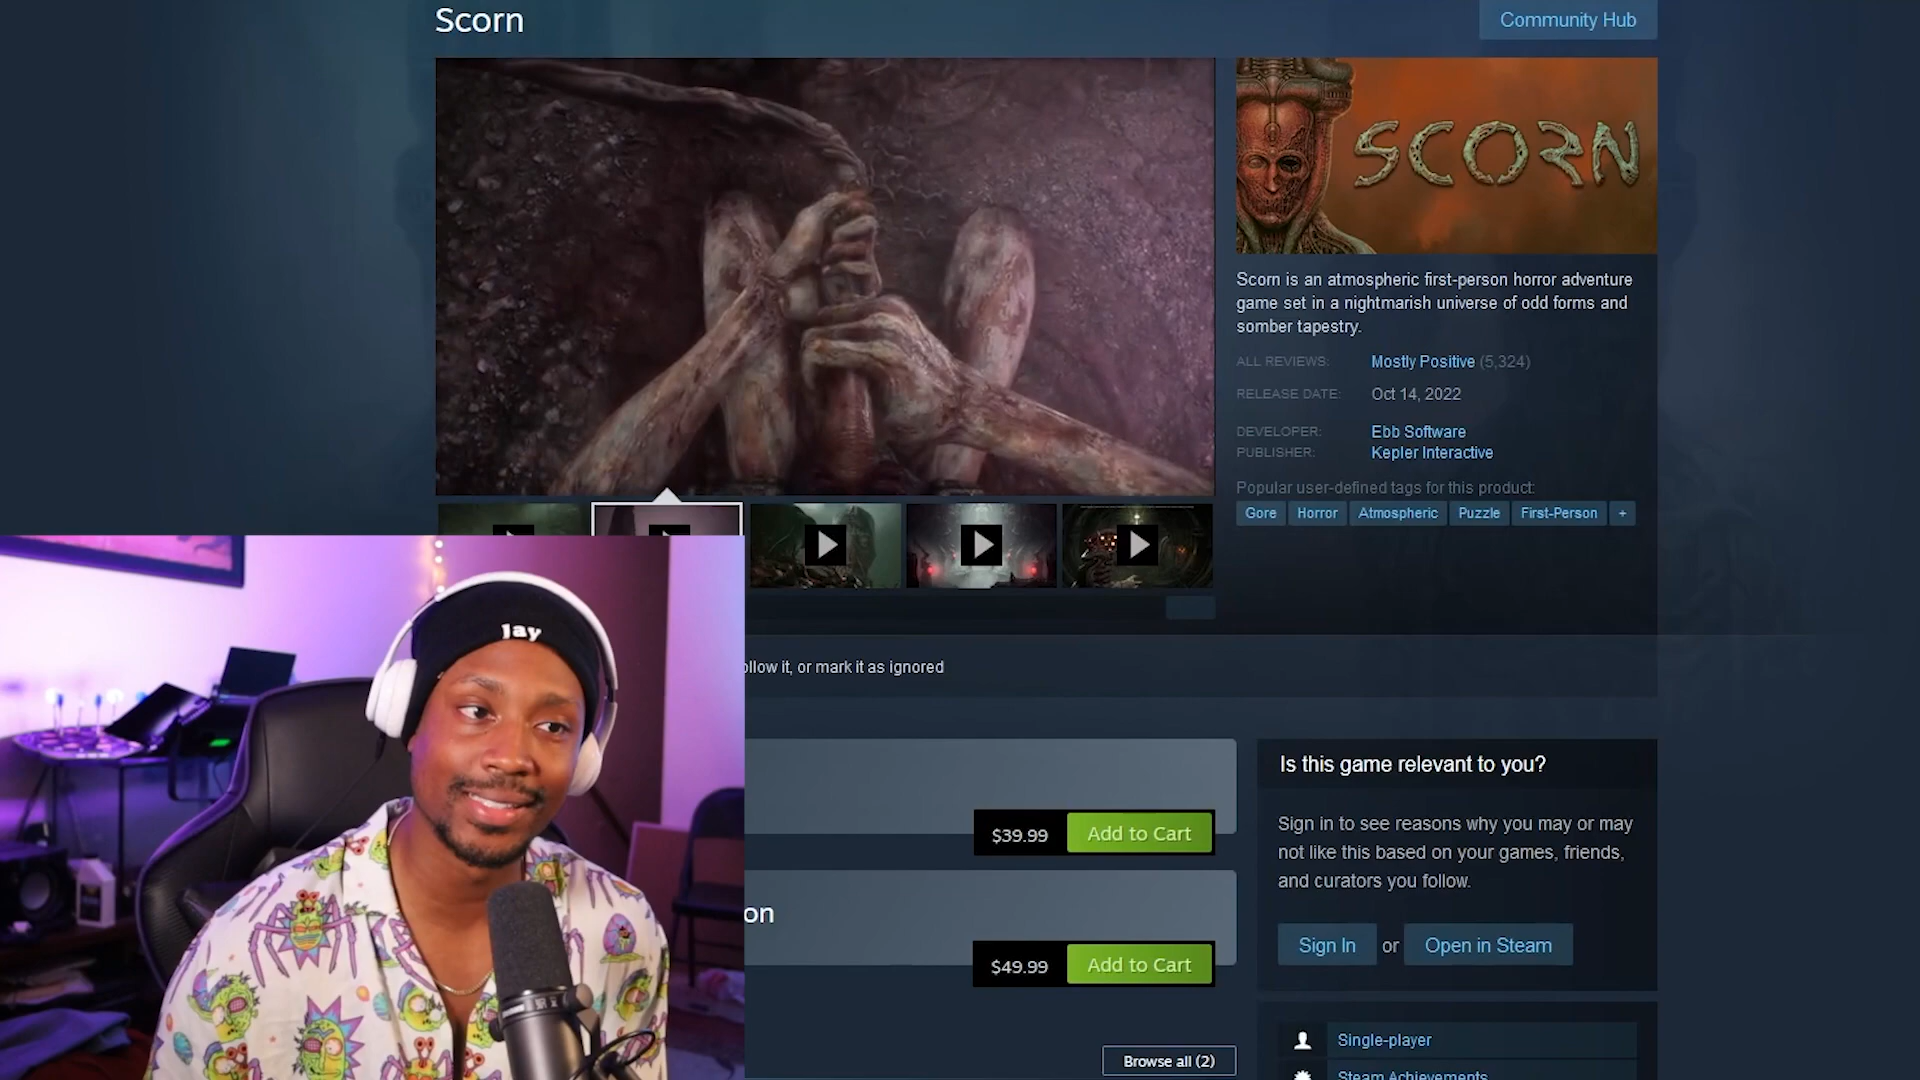 Scorn
Community Hub
SCORN
Scorn is an atmospheric first-person horror adventure
game set in a nightmarish universe of odd forms and
somber tapestry.
ALL REVIEWS:
Mostly Positive (5,324)
RELEASE DATE:
Oct 14, 2022
DEVELOPER:
Ebb Software
PUBLISHER:
Kepler Interactive
Popular user-defined tags for this product:
Gore
Horror
Atmospheric
Puzzle
First-Person
+
ollow it, or mark it as ignored
Jay
$39.99
Add to Cart
on
$49.99
Add to Cart
Browse all (2)
Is this game relevant to you?
Sign in to see reasons why you may or may
not like this based on your games, friends,
and curators you follow.
Sign In or Open in Steam
Single-player
Steam Achievements